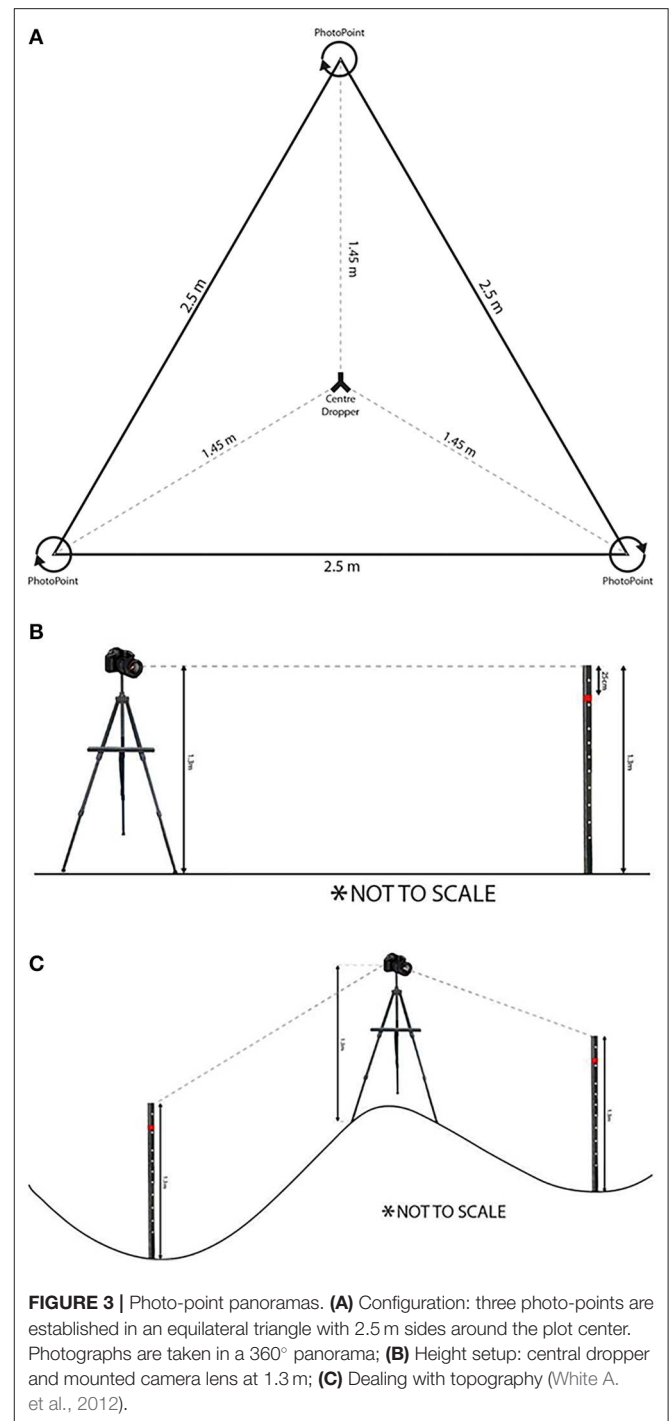 A
PhotoPoint
2.5 m
1.45 m
2.5 m
Centre
Dropper
1.45 m
1.45 m
PhotoPoint
2.5 m
PhotoPoint
B
25cm
1.3m
1.3m
*NOT TO SCALE
C
1.3m
1.3m
1.3m
*NOT TO SCALE
FIGURE 3 | Photo-point panoramas. (A) Configuration: three photo-points are
established in an equilateral triangle with 2.5 m sides around the plot center.
Photographs are taken in a 360° panorama; (B) Height setup: central dropper
and mounted camera lens at 1.3 m; (C) Dealing with topography (White A.
et al., 2012).